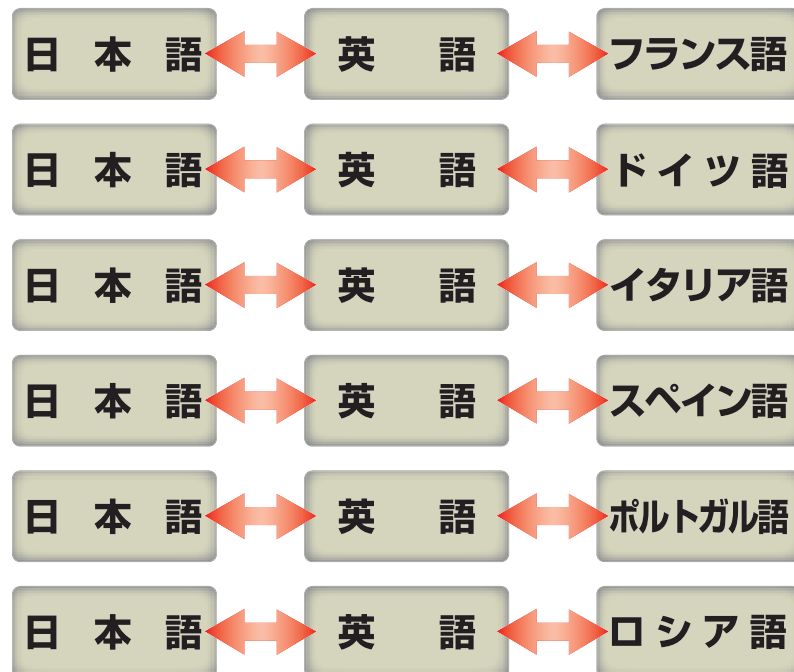 日本語 英語 フランス語
日本語 英語 ドイツ語
日本語 英語 イタリア語
日本語 英語 スペイン語
日本語 英語 ポルトガル語
日本語 英語 ロシア語